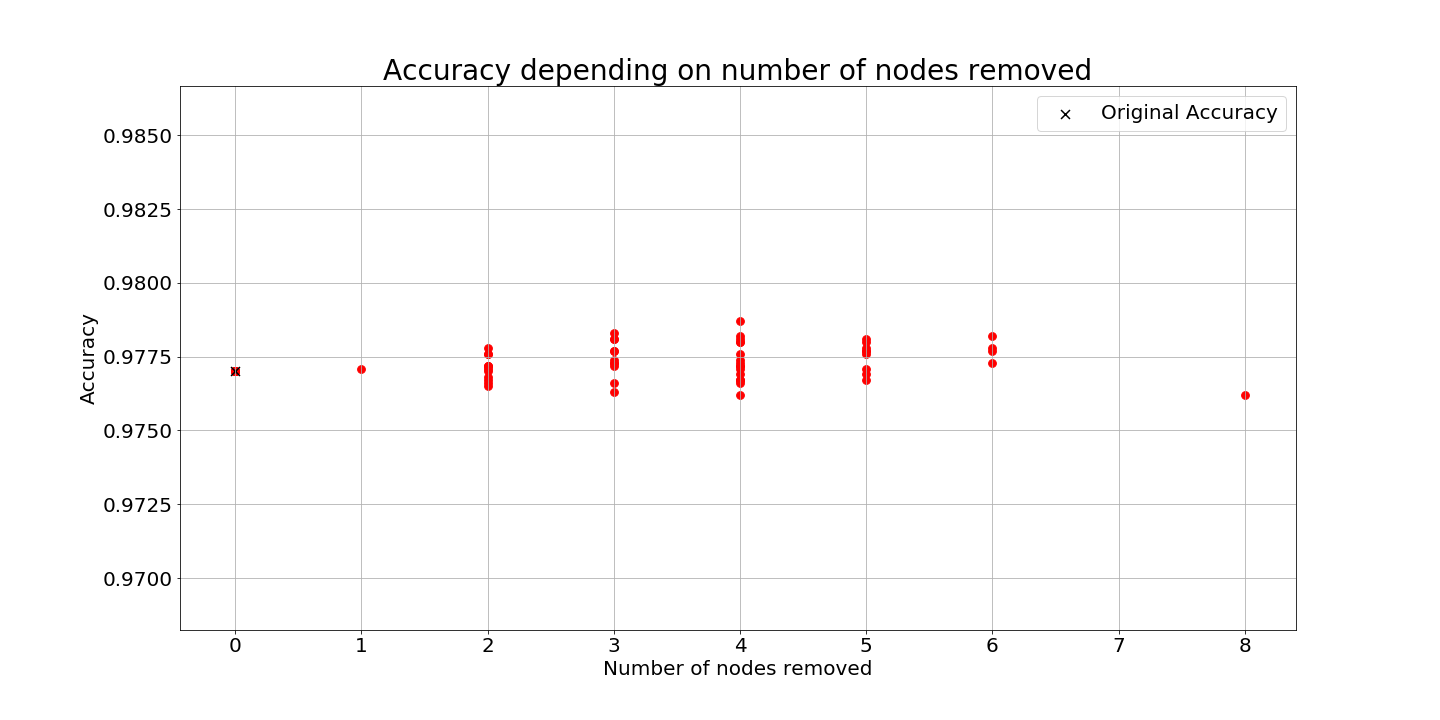 Accuracy depending on number of nodes removed
Original Accuracy
0.9850
0.9825
0.9800
0.9775
0.9750
0.9725
0.9700
Accuracy
0 1 2 3 4 5 6 7 8
Number of nodes removed